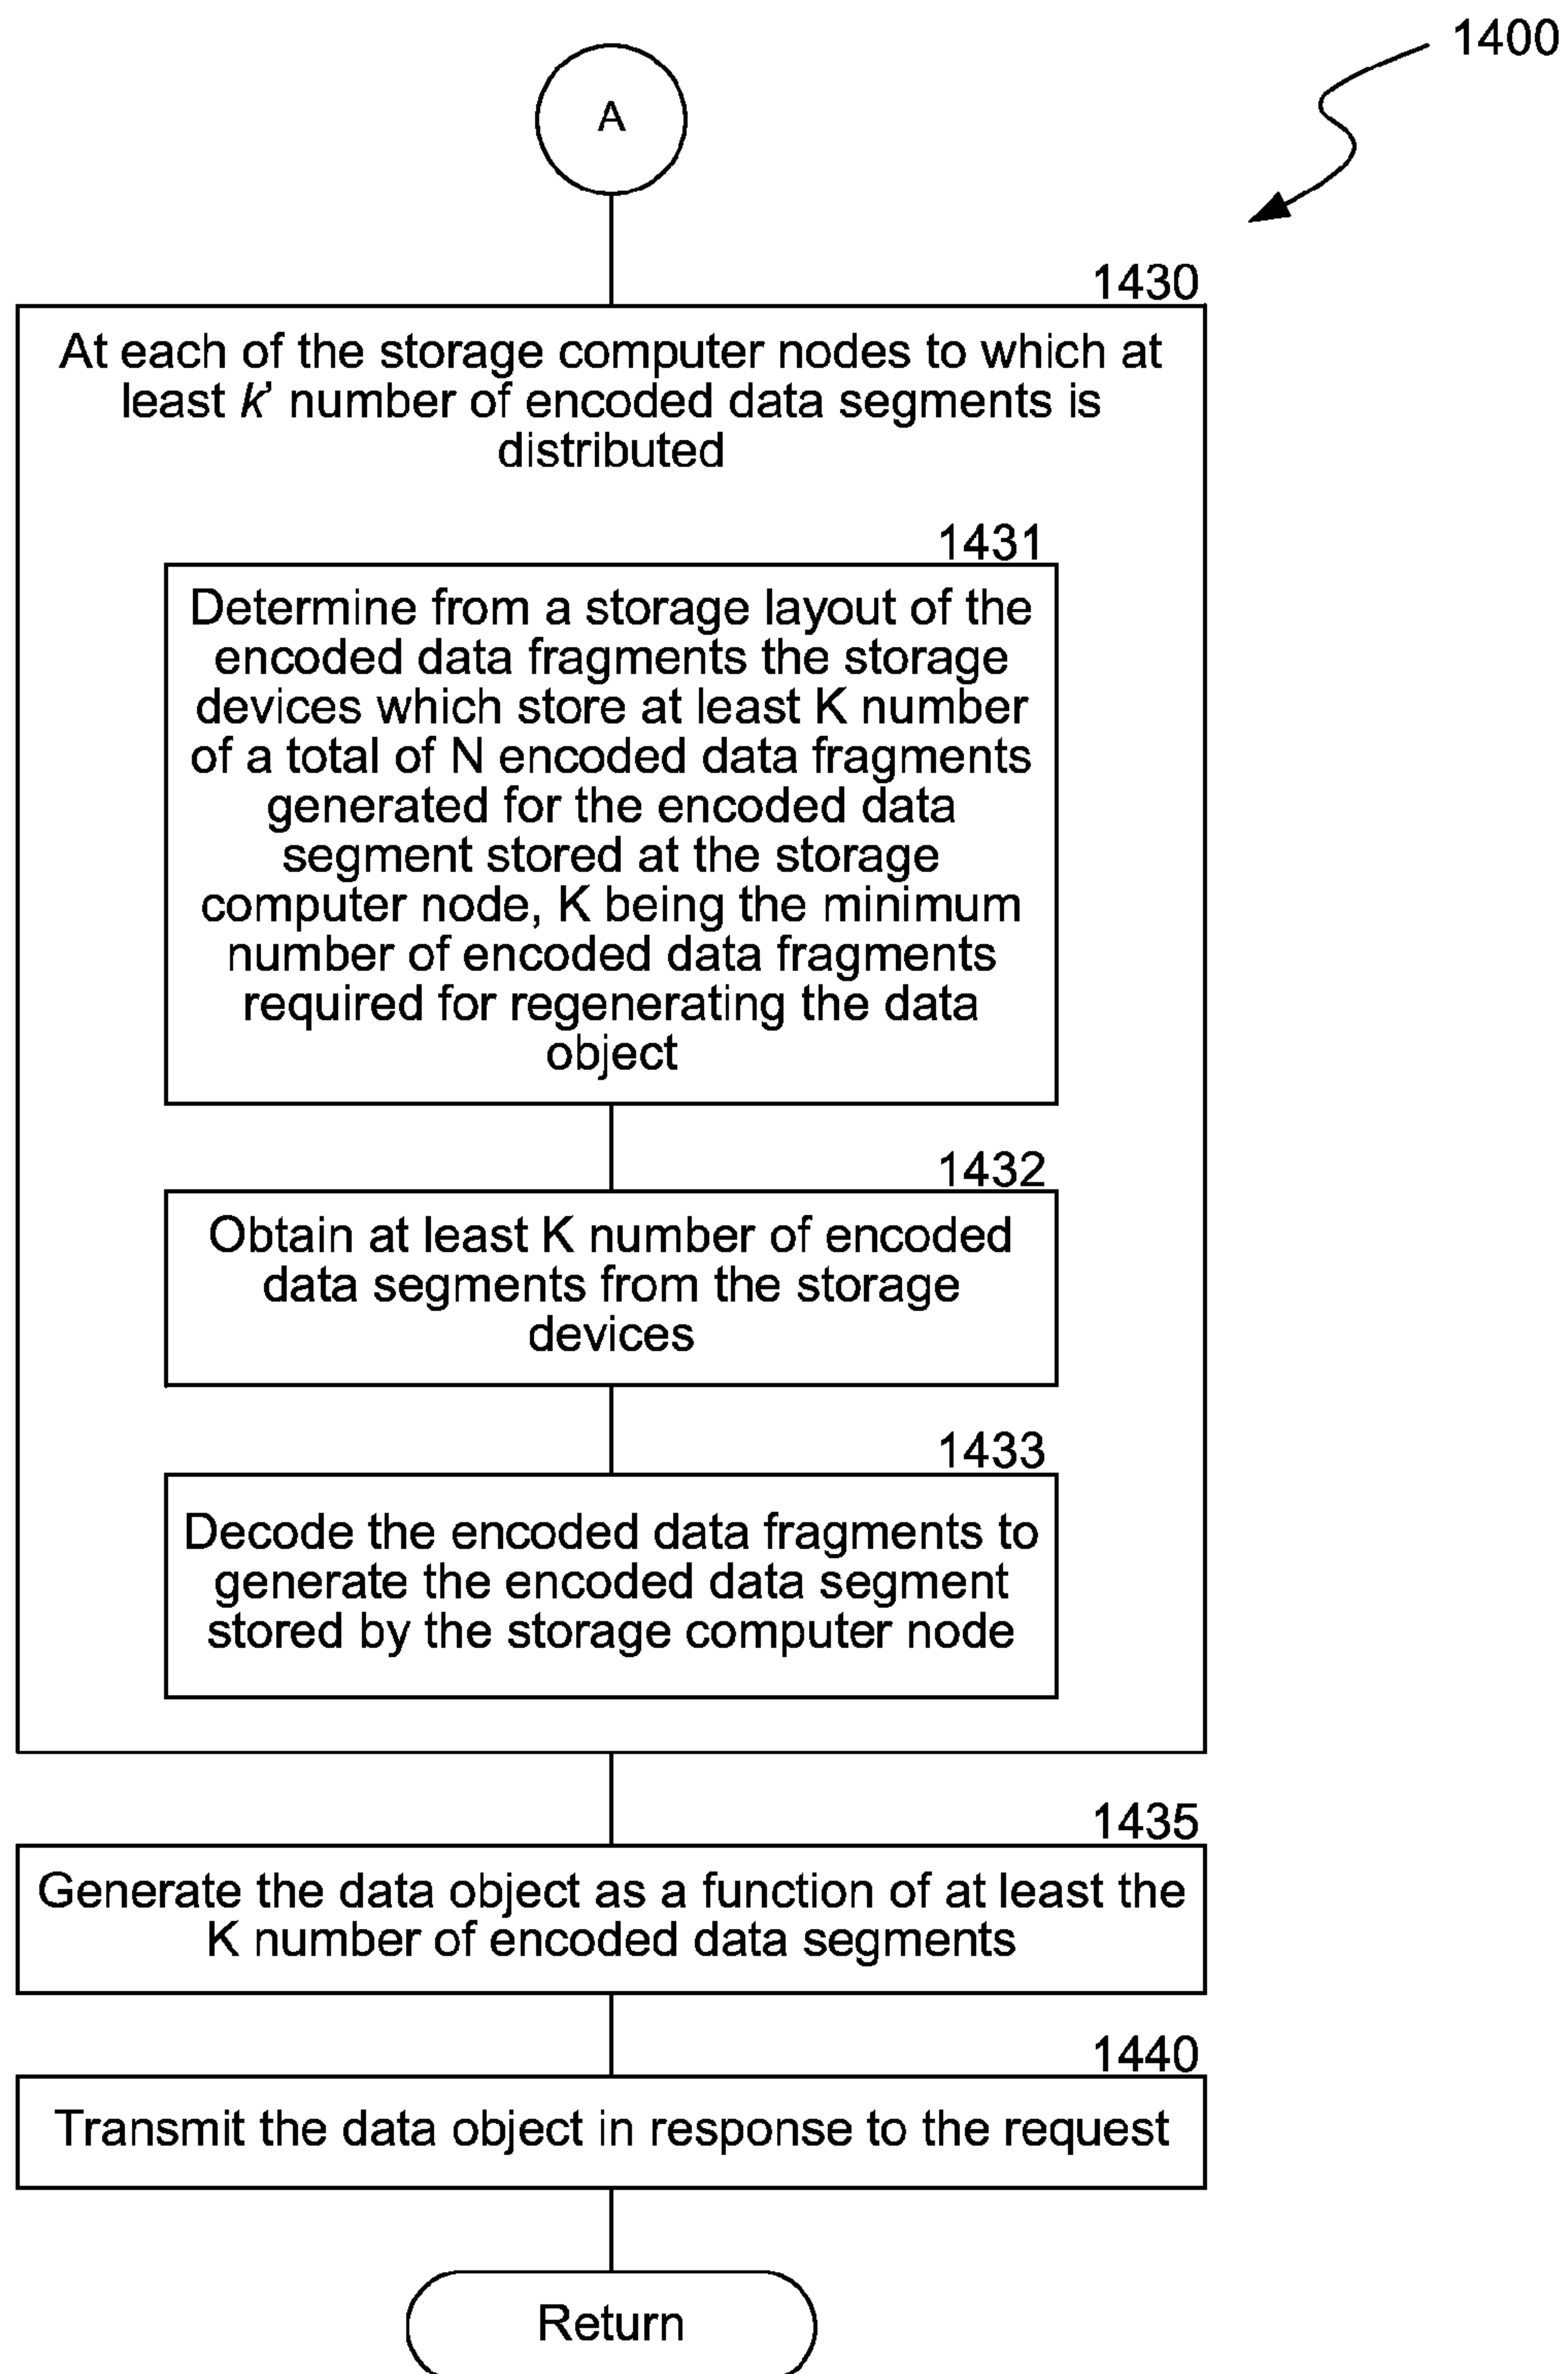 1400
A
1430
At each of the storage computer nodes to which at
least k' number of encoded data segments is
distributed
1431
Determine from a storage layout of the
encoded data fragments the storage
devices which store at least K number
of a total of N encoded data fragments
generated for the encoded data
segment stored at the storage
computer node, K being the minimum
number of encoded data fragments
required for regenerating the data
object
1432
Obtain at least K number of encoded
data segments from the storage
devices
1433
Decode the encoded data fragments to
generate the encoded data segment
stored by the storage computer node
1435
Generate the data object as a function of at least the
K number of encoded data segments
1440
Transmit the data object in response to the request
Return